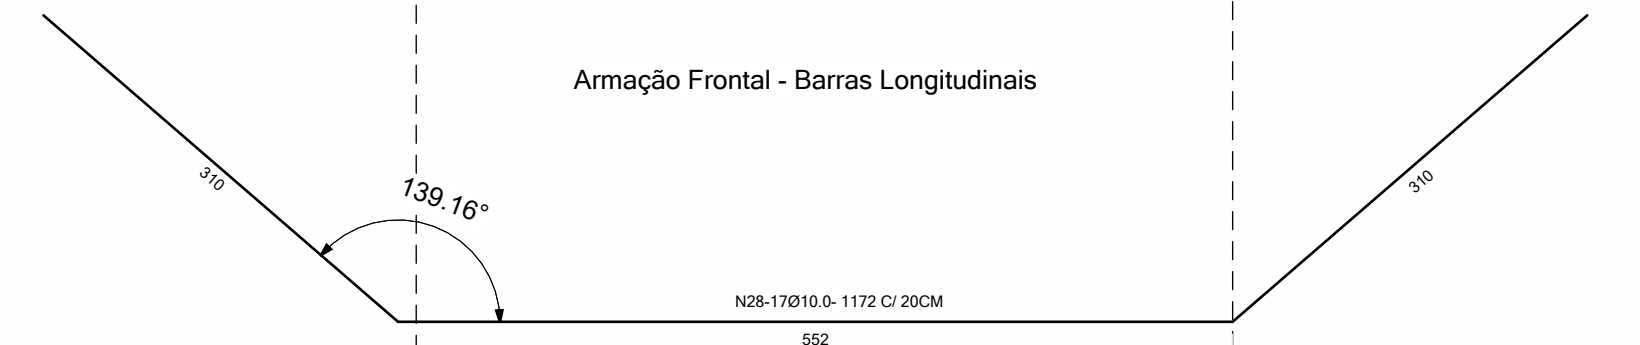 Armação Frontal - Barras Longitudinais
310
310
139.16°
N28-17Ø10.0- 1172 C/ 20CM
552